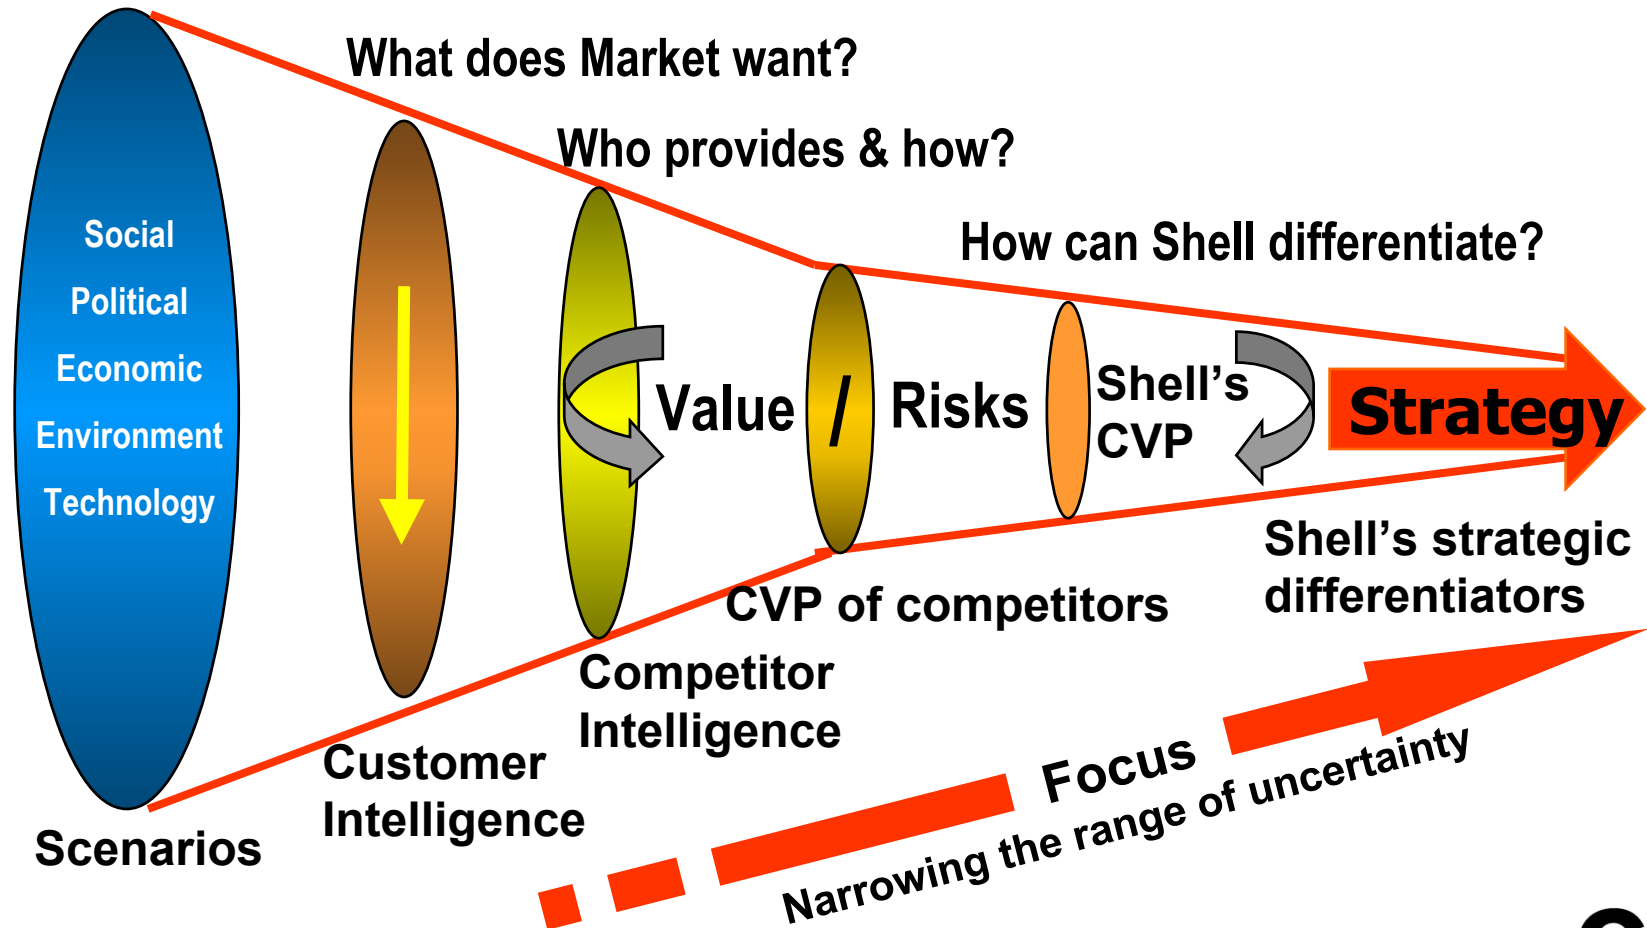 What does Market want?
Who provides & how?
How can Shell differentiate?
Social
Political
Economic
Environment
Technology
Value / Risks
Shell's
CVP
Strategy
Shell's strategic
differentiators
CVP of competitors
Competitor
Intelligence
Customer
Intelligence
Scenarios
Focus
Narrowing the range of uncertainty